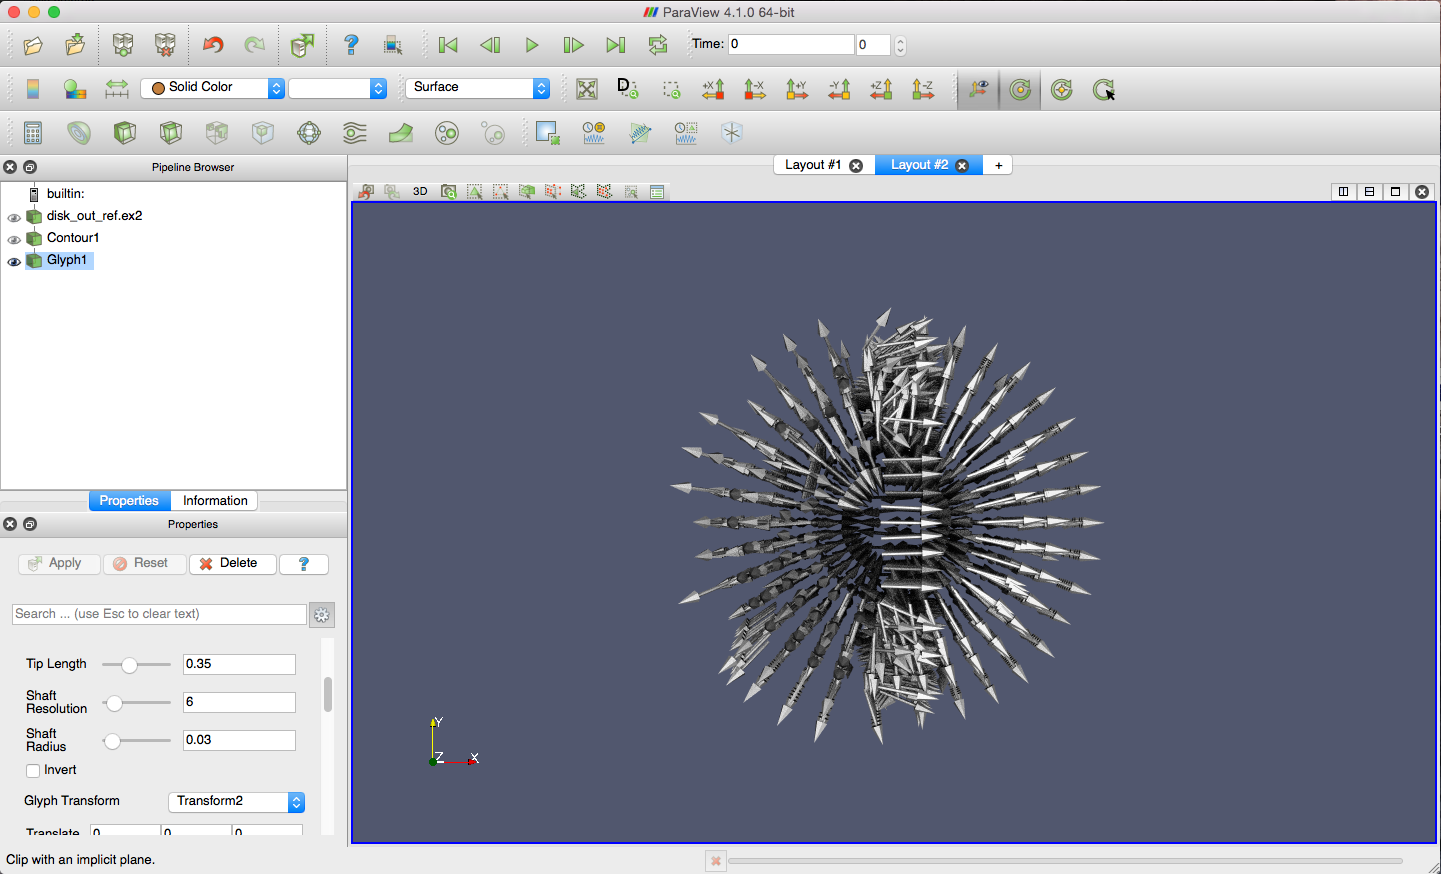 ParaView 4.1.0 64-bit
Time: 0 0
Solid Color Surface D +X -X +Y -Y +Z -Z
Pipeline Browser Layout #1 Layout #2 +
builtin: 3D
disk_out_ref.ex2
Contour1
Glyph1
Properties Information
Properties
Apply Reset Delete ?
Search ... (use Esc to clear text)
Tip Length 0.35
Shaft Resolution 6
Shaft Radius 0.03
Invert
Glyph Transform Transform2
Translate 0 0 0
Y
Z X
Clip with an implicit plane.